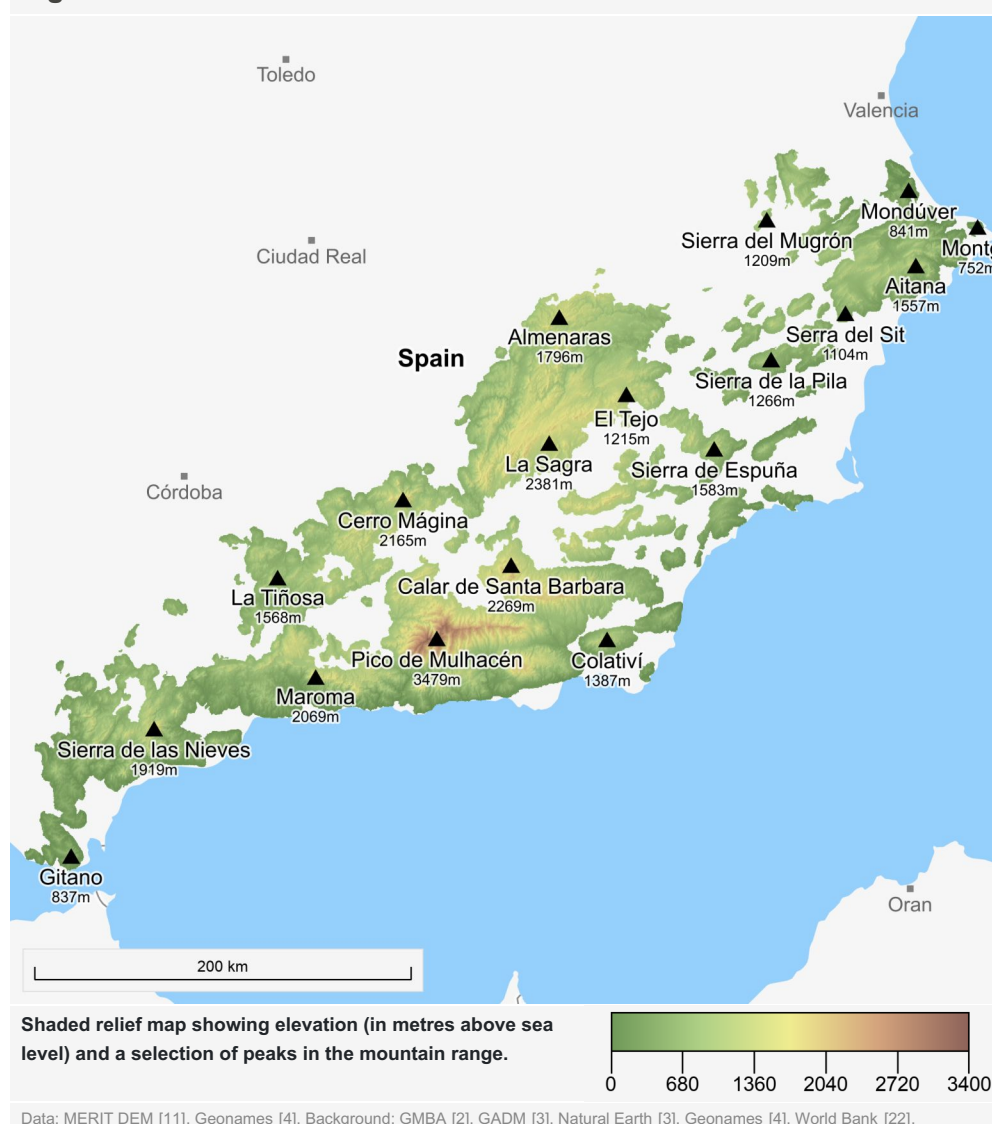 Toledo
Valencia
Mondúver
841m
Sierra del Mugrón
1209m
Ciudad Real
752m
Aitana
1557m
Serra del Sit
1104m
Almenaras
1796m
Spain
Sierra de la Pila
1266m
El Tejo
1215m
La Sagra
2381m
Sierra de Espuña
1583m
Córdoba
Cerro Mágina
2165m
Calar de Santa Barbara
2269m
La Tiñosa
1568m
Pico de Mulhacén
3479m
Colativí
1387m
Maroma
2069m
Sierra de las Nieves
1919m
Gitano
837m
Oran
200 km
Shaded relief map showing elevation (in metres above sea
level) and a selection of peaks in the mountain range.
0 680 1360 2040 2720 3400
Data: MERIT DEM [11], Geonames [4]. Background: GMBA [2], GADM [3], Natural Earth [3], Geonames [4], World Bank [22].